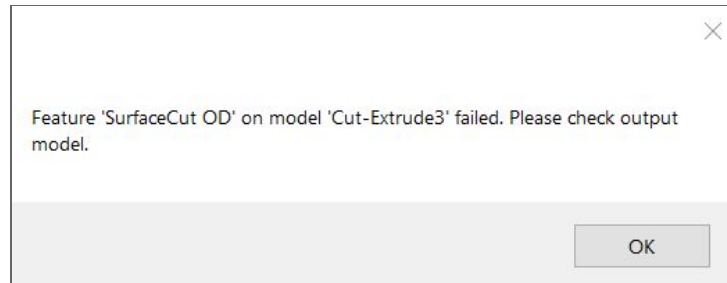 Feature 'SurfaceCut OD' on model 'Cut-Extrude3' failed. Please check output
model.
OK